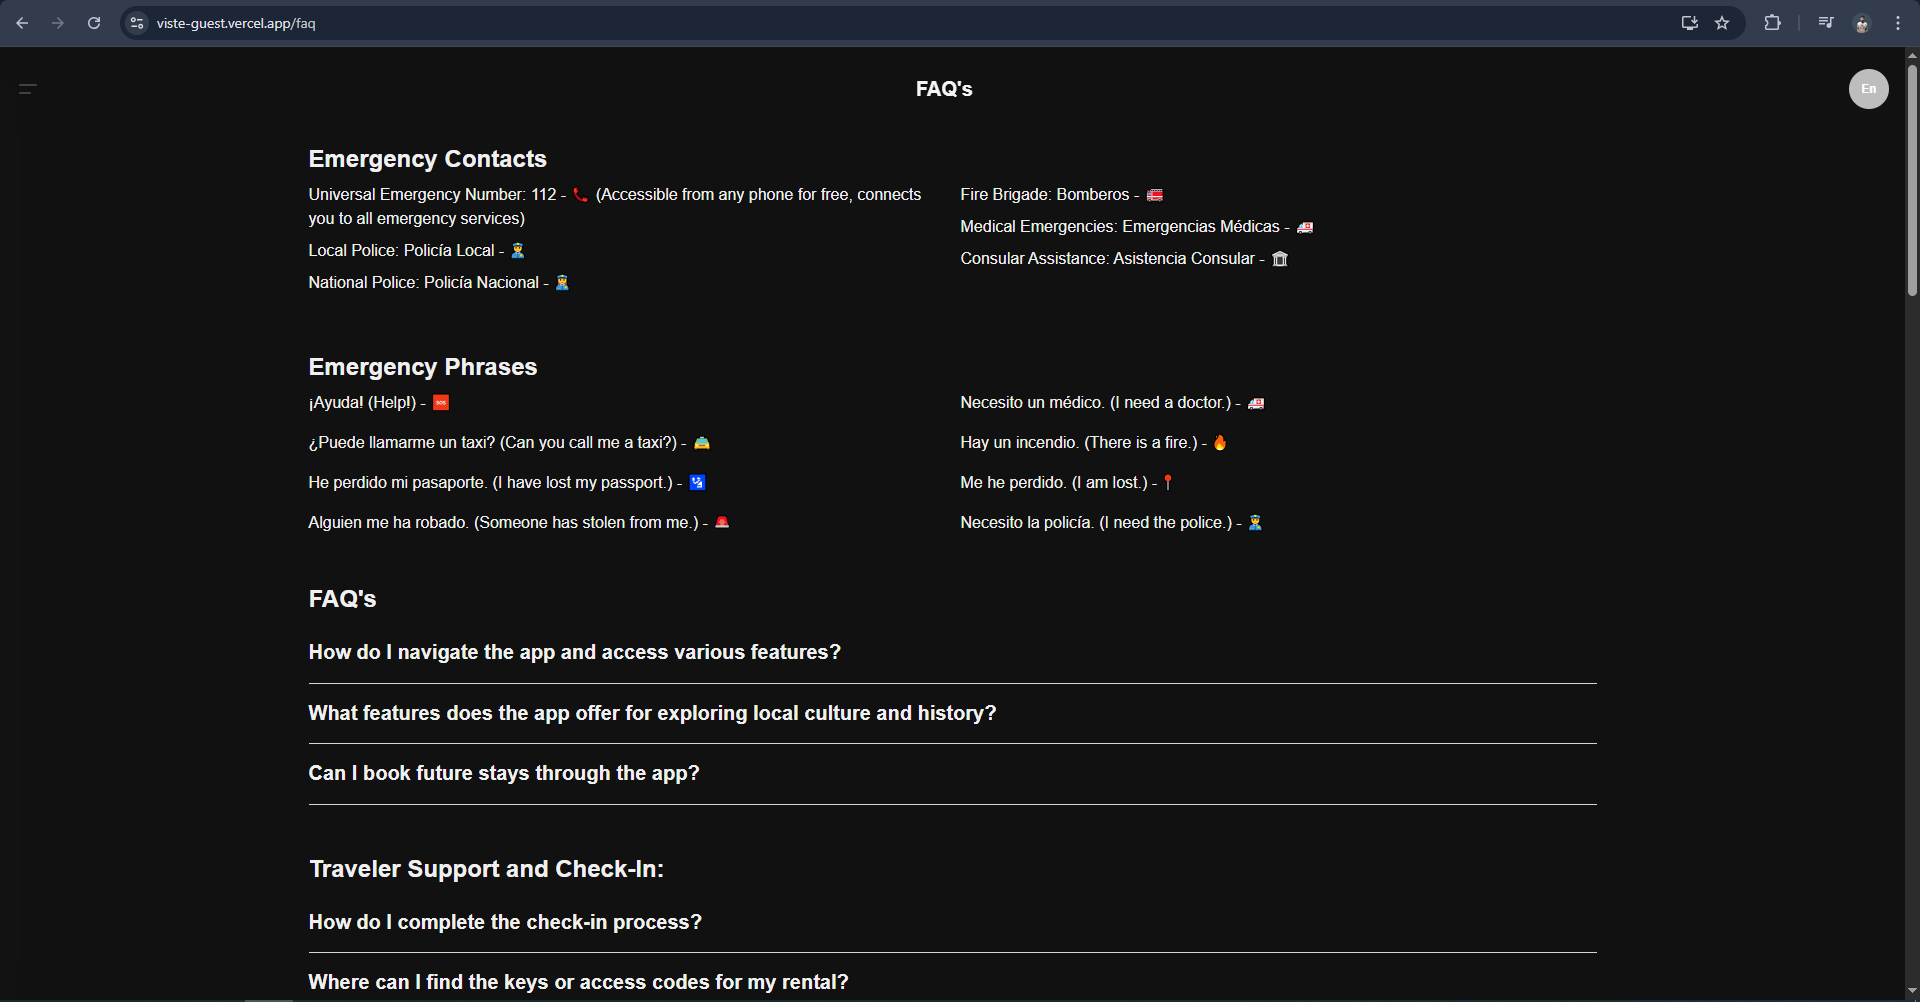 viste-guest.vercel.app/faq
FAQ's
En
Emergency Contacts
Universal Emergency Number: 112 - 📞 (Accessible from any phone for free, connects
you to all emergency services)
Local Police: Policía Local - 👮‍♂️
National Police: Policía Nacional - 👮‍♀️
Fire Brigade: Bomberos - 🚒
Medical Emergencies: Emergencias Médicas - 🚑
Consular Assistance: Asistencia Consular - 🏛️
Emergency Phrases
¡Ayuda! (Help!) - 🆘
¿Puede llamarme un taxi? (Can you call me a taxi?) - 🚖
He perdido mi pasaporte. (I have lost my passport.) - 🛂
Alguien me ha robado. (Someone has stolen from me.) - 🚨
Necesito un médico. (I need a doctor.) - 🚑
Hay un incendio. (There is a fire.) - 🔥
Me he perdido. (I am lost.) - 📍
Necesito la policía. (I need the police.) - 👮‍♂️
FAQ's
How do I navigate the app and access various features?
What features does the app offer for exploring local culture and history?
Can I book future stays through the app?
Traveler Support and Check-In:
How do I complete the check-in process?
Where can I find the keys or access codes for my rental?